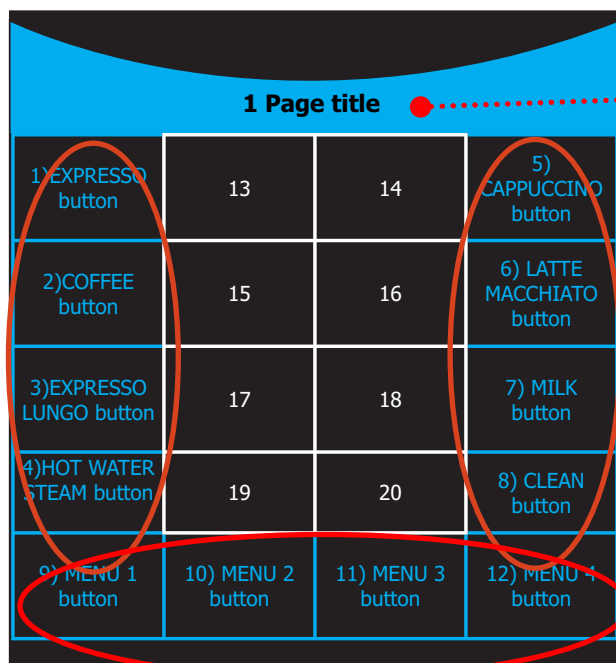 1 Page title
1)EXPRESSO
button
13
14
5)
CAPPUCCINO
button
2)COFFEE
button
15
16
6) LATTE
MACCHIATO
button
3)EXPRESSO
LUNGO button
17
18
7) MILK
button
4)HOT WATER
STEAM button
19
20
8) CLEAN
button
9) MENU 1
button
10) MENU 2
button
11) MENU 3
button
12) MENU 4
button